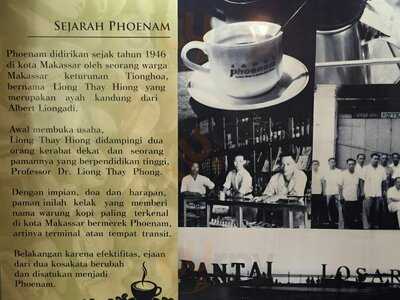 SEJARAH PHOENAM
Phoenam didirikan sejak tahun 1946
di kota Makassar oleh seorang warga
Makassar keturunan Tionghoa,
bernama Liong Thay Hiong yang
merupakan ayah kandung dari
Albert Liongadi.
Awal membuka usaha,
Liong Thay Hiong didampingi dua
orang kerabat dekat dan seorang
pamannya yang berpendidikan tinggi,
Professor Dr. Liong Thay Phong.
Dengan impian, doa dan harapan,
paman inilah kelak yang memberi
nama warung kopi paling terkenal
di kota Makassar bermerek Phoenam,
artinya terminal atau tempat transit.
Belakangan karena efektifitas, ejaan
dari dua kosakata berubah
dan disatukan menjadi
Phoenam.
phoenam
PANTAI LOSAR